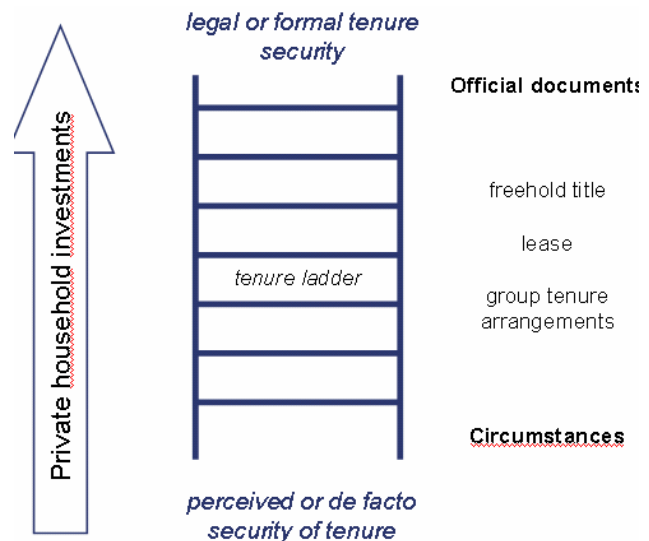 legal or formal tenure
security
Official documents
Private household investments
freehold title
lease
tenure ladder
group tenure
arrangements
Circumstances
perceived or de facto
security of tenure